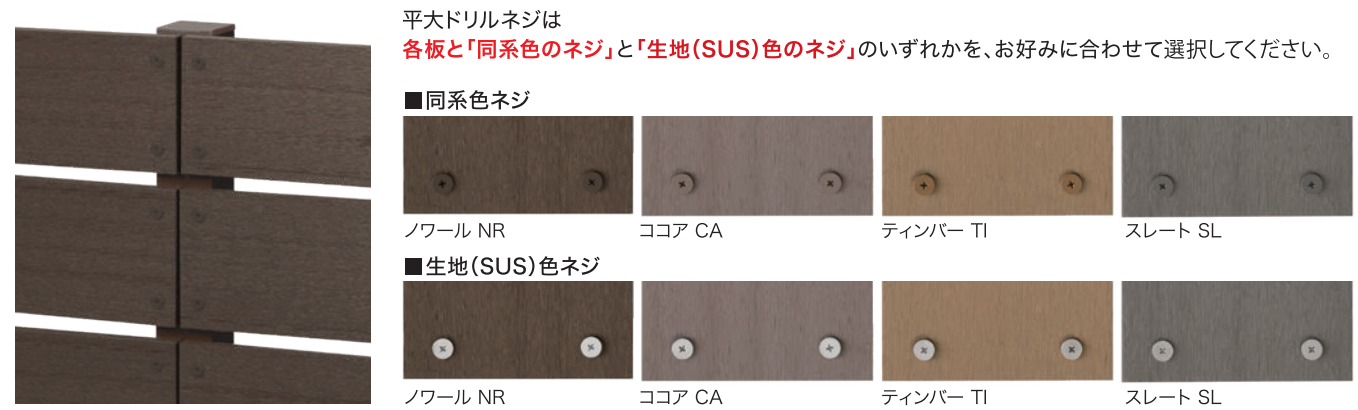 平大ドリルネジは
各板と「同系色のネジ」と「生地（SUS）色のネジ」のいずれかを、お好みに合わせて選択してください。
■同系色ネジ
ノワール NR
ココア CA
ティンバー TI
スレート SL
■生地（SUS）色ネジ
ノワール NR
ココア CA
ティンバー TI
スレート SL